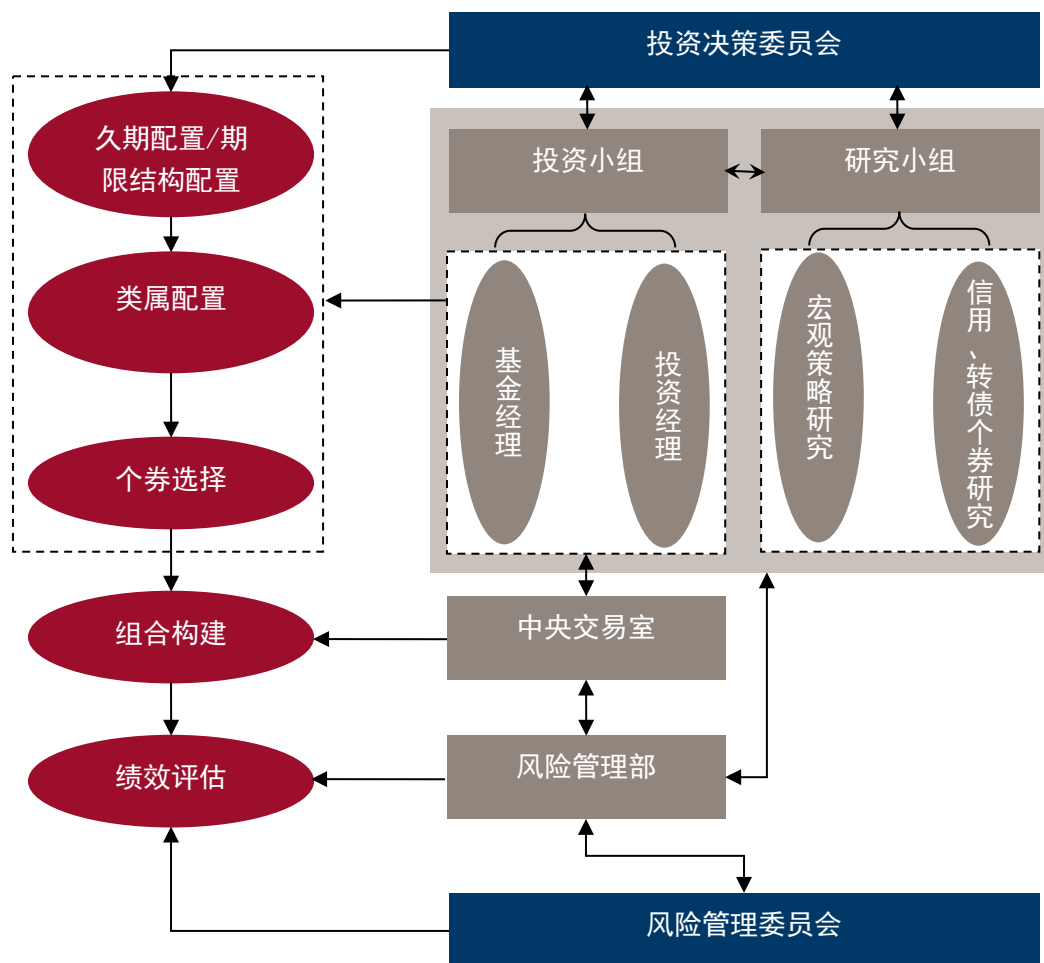 投资决策委员会
久期配置/期
限结构配置
类属配置
个券选择
组合构建
绩效评估
投资小组
研究小组
基金经理
投资经理
宏观策略研究
信用、转债个券研究
中央交易室
风险管理部
风险管理委员会